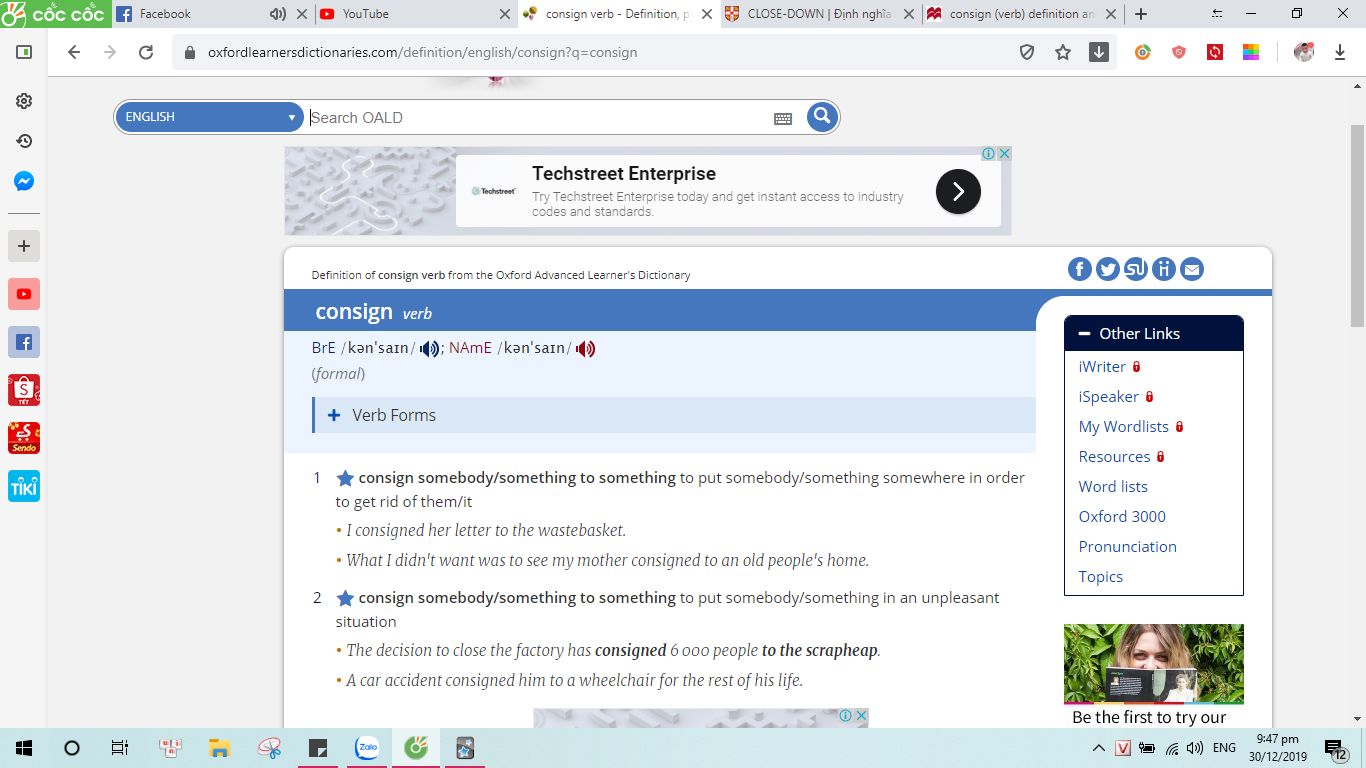 CỐC CỐC
Facebook
YouTube
consign verb - Definition, p
CLOSE-DOWN | Định nghĩa
consign (verb) definition an
oxfordlearnersdictionaries.com/definition/english/consign?q=consign
ENGLISH
Search OALD
Techstreet
Techstreet Enterprise
Try Techstreet Enterprise today and get instant access to industry
codes and standards.
Definition of consign verb from the Oxford Advanced Learner's Dictionary
consign verb
BrE /kənˈsaɪn/ ; NAmE /kənˈsaɪn/
(formal)
Verb Forms
1 consign somebody/something to something to put somebody/something somewhere in order
to get rid of them/it
• I consigned her letter to the wastebasket.
• What I didn't want was to see my mother consigned to an old people's home.
2 consign somebody/something to something to put somebody/something in an unpleasant
situation
• The decision to close the factory has consigned 6 000 people to the scrapheap.
• A car accident consigned him to a wheelchair for the rest of his life.
Other Links
iWriter
iSpeaker
My Wordlists
Resources
Word lists
Oxford 3000
Pronunciation
Topics
Be the first to try our
TẾT
Sendo
TIKI
Zalo
V
ENG
9:47 pm
30/12/2019
12